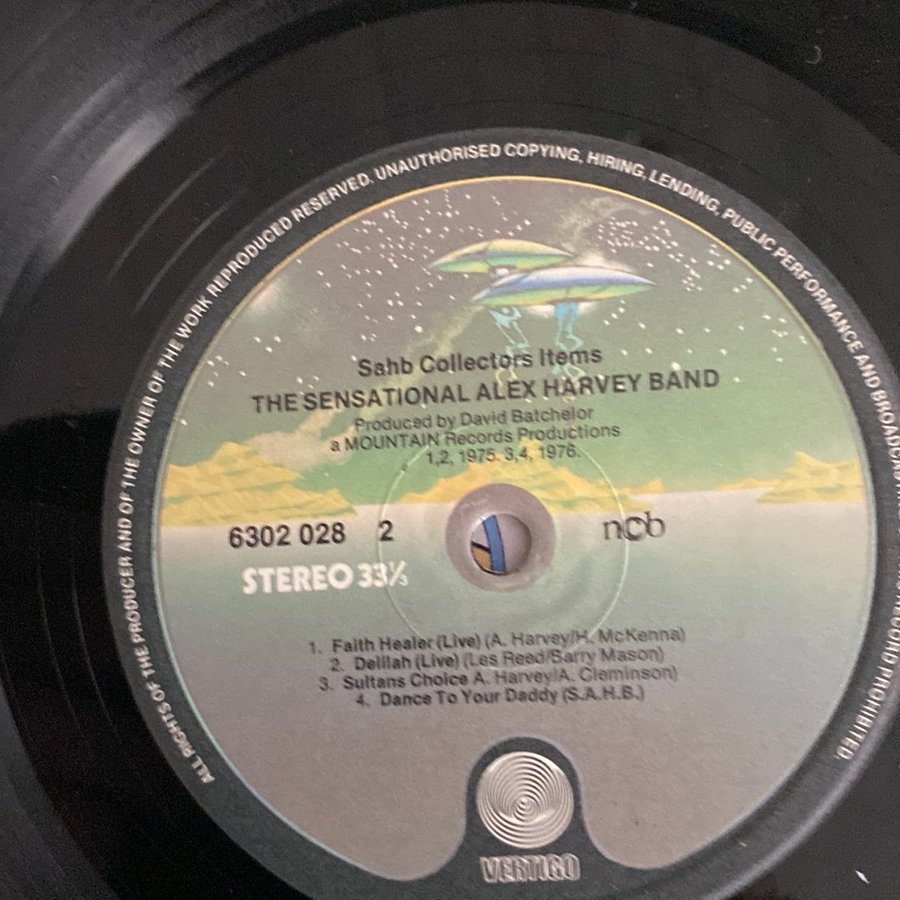 ALL RIGHTS OF THE PRODUCER AND OF THE OWNER OF THE WORK REPRODUCED RESERVED. UNAUTHORISED COPYING, HIRING, LENDING, PUBLIC PERFORMANCE AND BROADCAS RECORD PROHIBITED.
Sahb Collectors Items
THE SENSATIONAL ALEX HARVEY BAND
Produced by David Batchelor
a MOUNTAIN Records Productions
1,2, 1975. 3,4, 1976.
6302 028 2
ncb
STEREO 33⅓
1. Faith Healer (Live) (A. Harvey/H. McKenna)
2. Delilah (Live) (Les Reed/Barry Mason)
3. Sultans Choice A. Harvey/A. Cleminson)
4. Dance To Your Daddy (S.A.H.B.)
VERTIGO